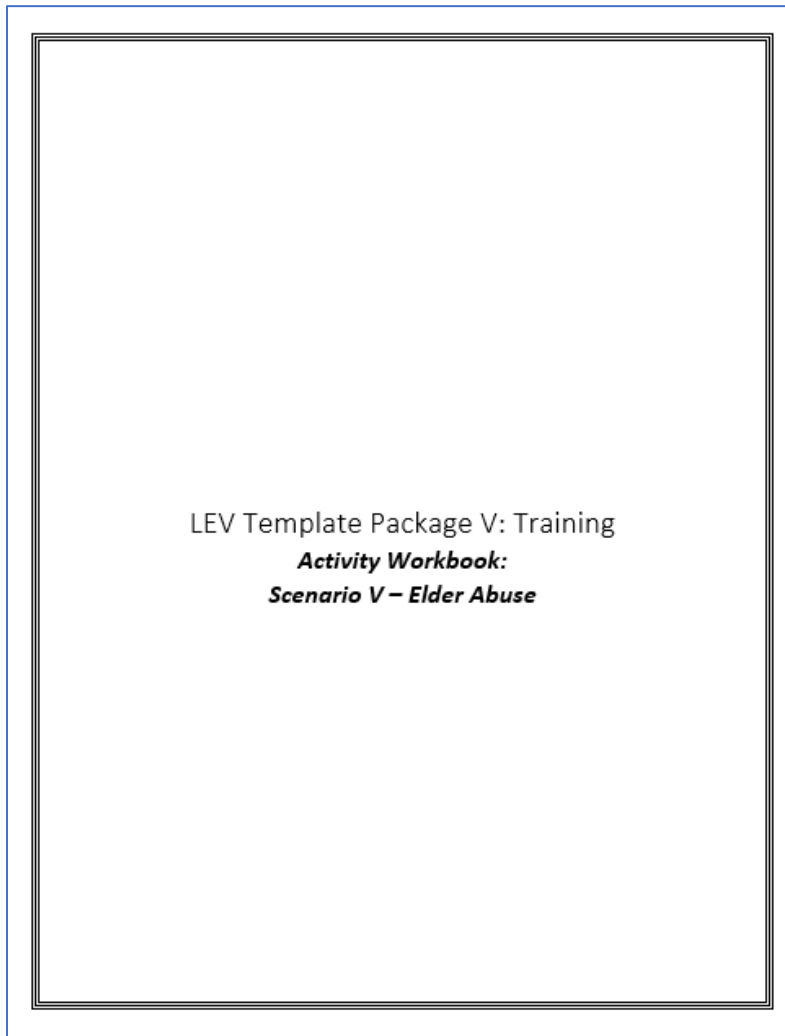 LEV Template Package V: Training
Activity Workbook:
Scenario V – Elder Abuse